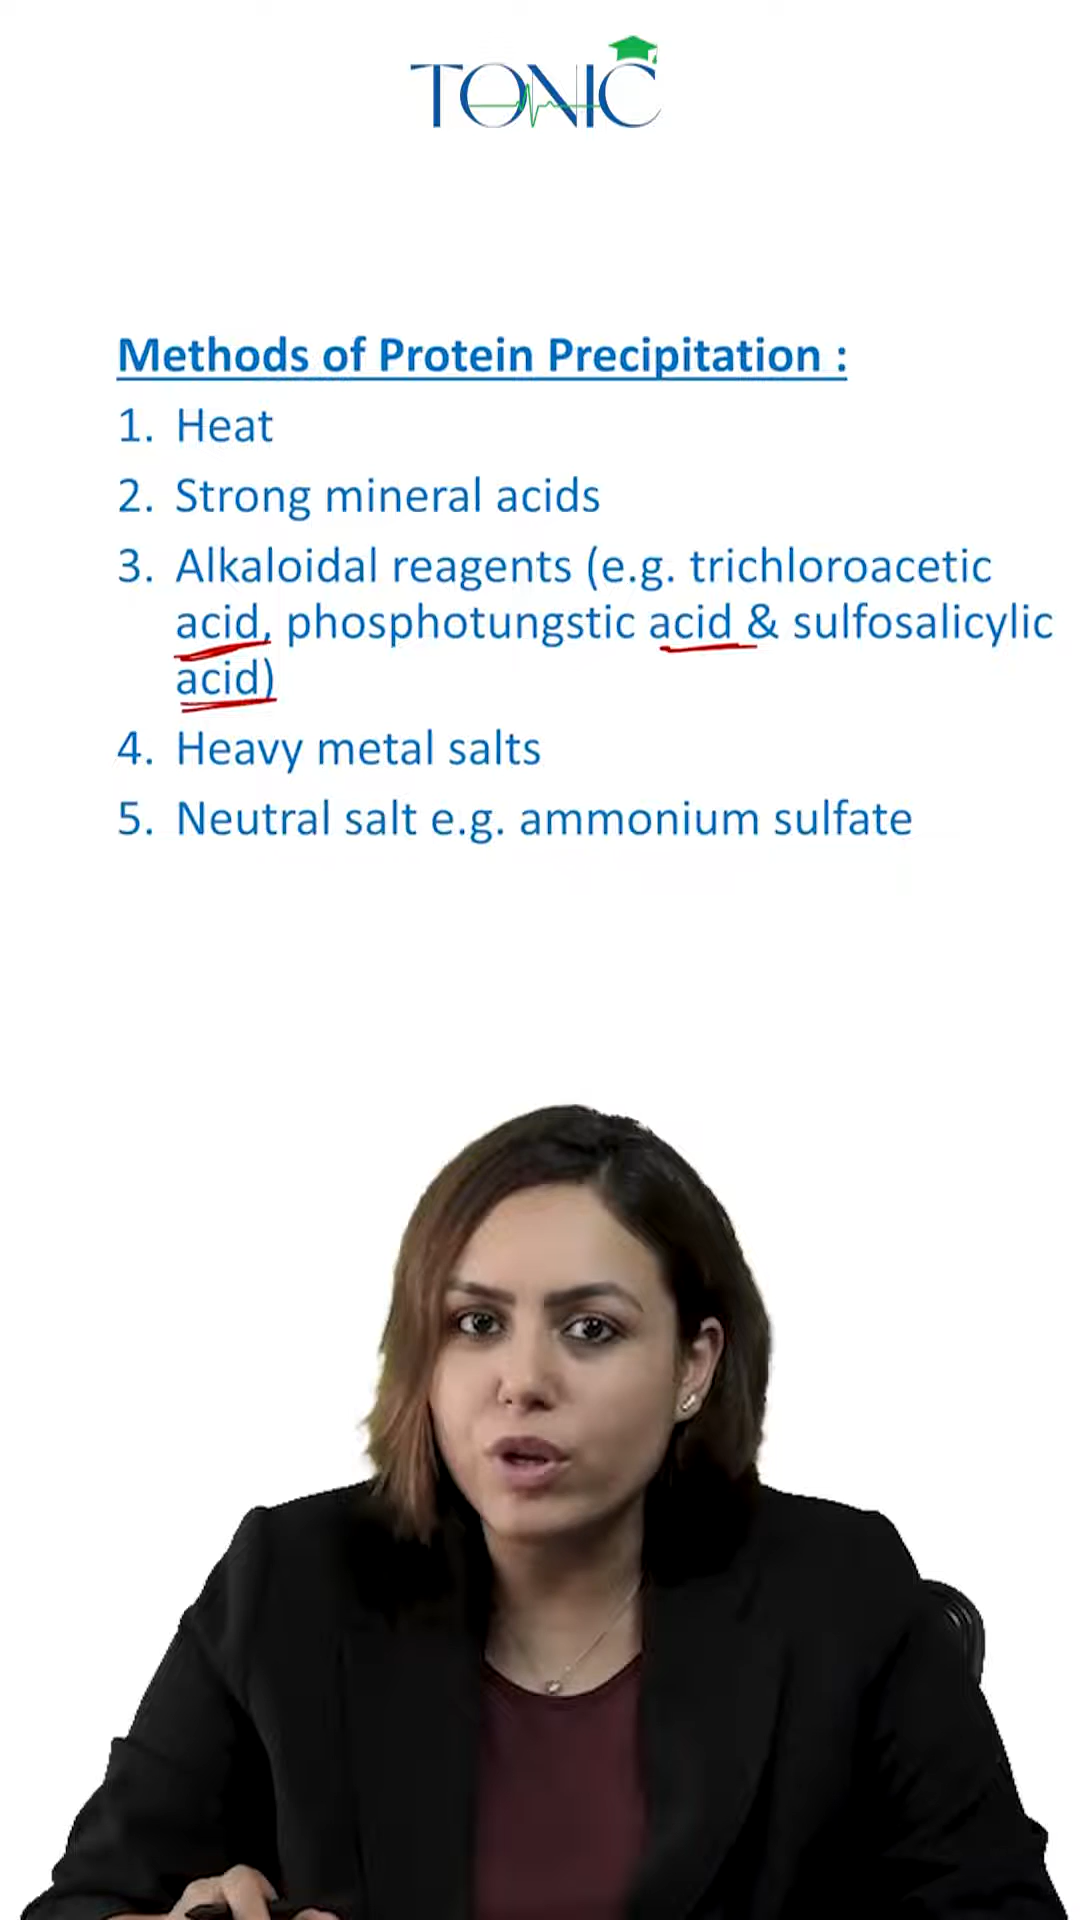 TONIC
Methods of Protein Precipitation :
1. Heat
2. Strong mineral acids
3. Alkaloidal reagents (e.g. trichloroacetic
acid, phosphotungstic acid & sulfosalicylic
acid)
4. Heavy metal salts
5. Neutral salt e.g. ammonium sulfate